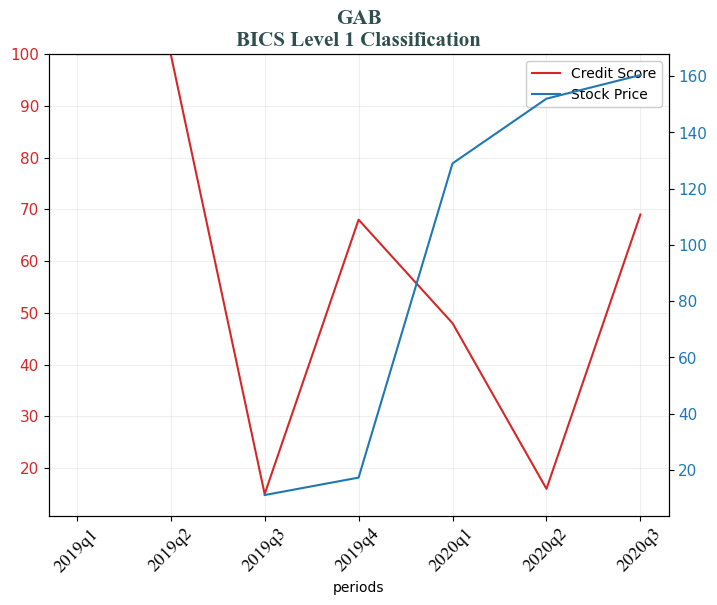 GAB
BICS Level 1 Classification
Credit Score
Stock Price
100
90
80
70
60
50
40
30
20
160
140
120
100
80
60
40
20
2019q1
2019q2
2019q3
2019q4
2020q1
2020q2
2020q3
periods